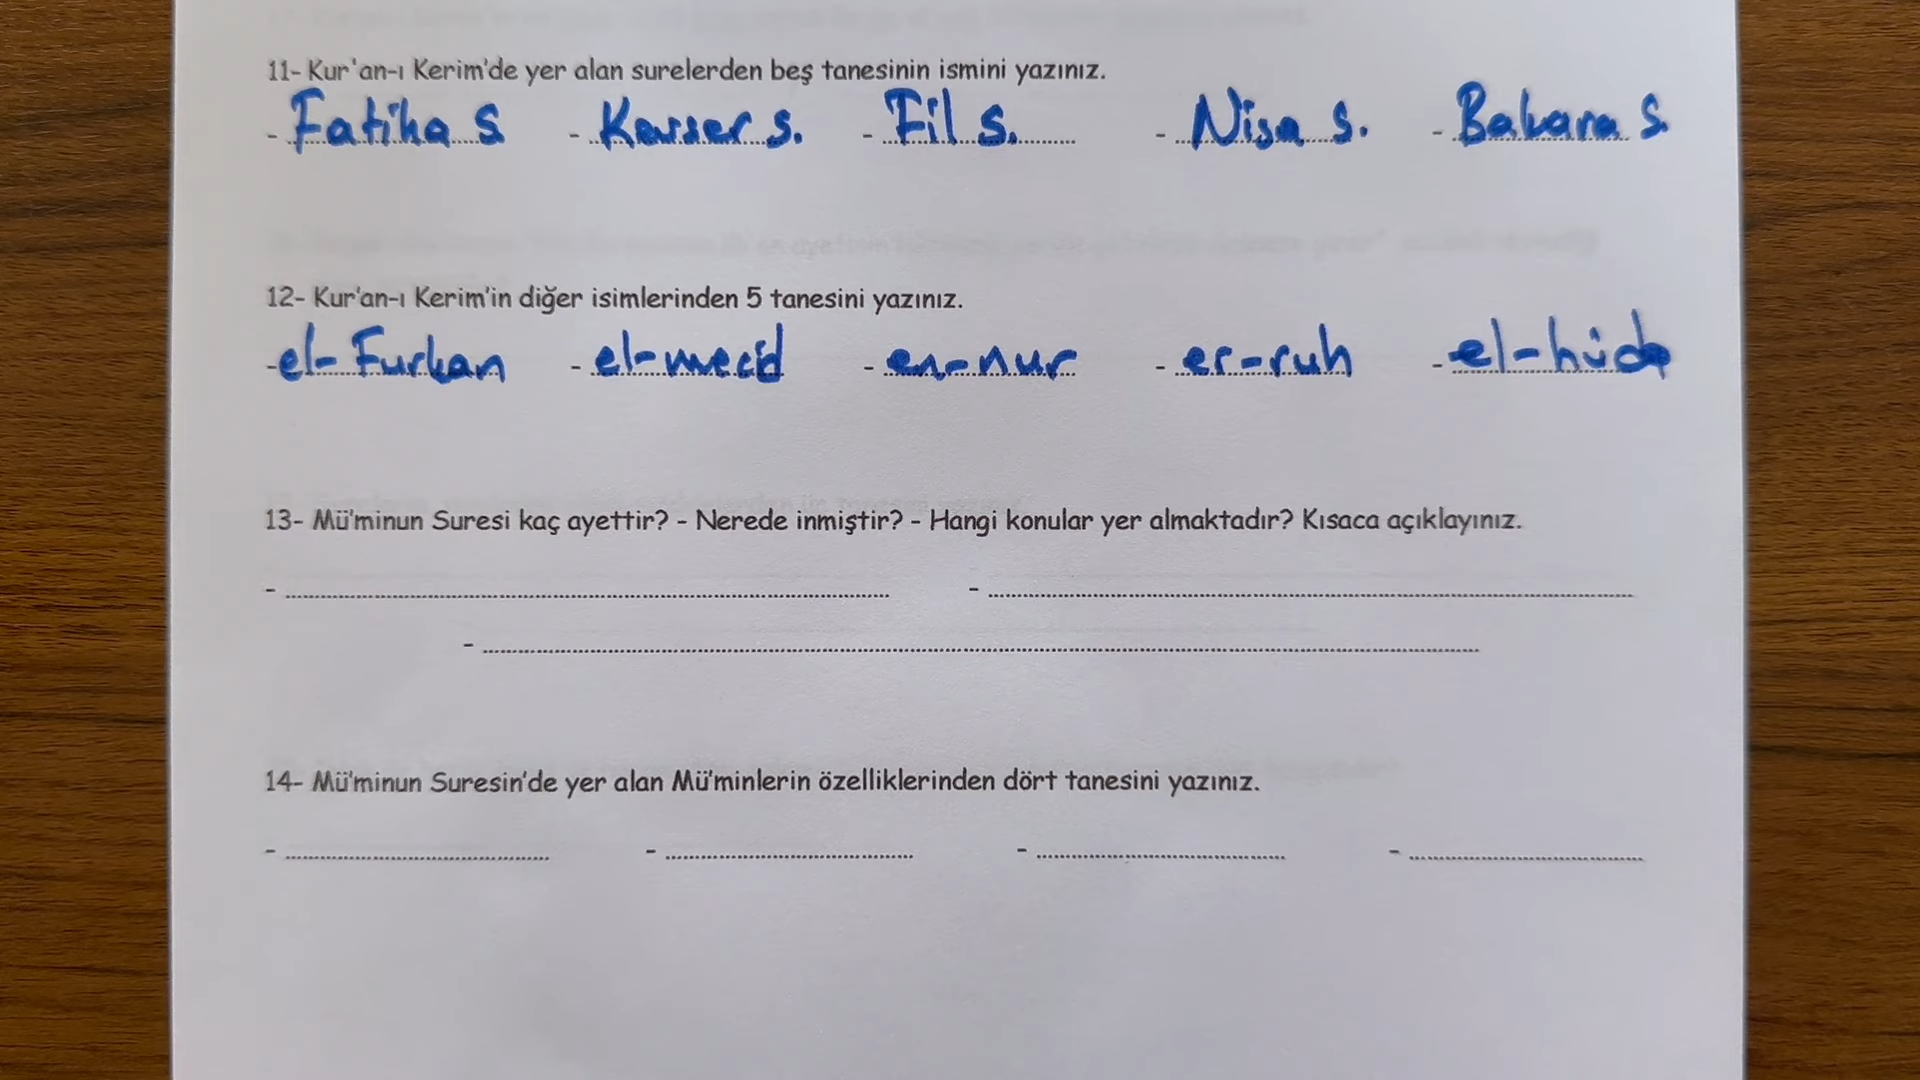 11- Kur'an-ı Kerim'de yer alan surelerden beş tanesinin ismini yazınız.
- Fatiha S - Kevser s. - Fil s. - Nisa s. - Bakara S.
12- Kur'an-ı Kerim'in diğer isimlerinden 5 tanesini yazınız.
- el-Furkan - el-mecid - en-nur - er-ruh - el-hüda
13- Mü'minun Suresi kaç ayettir? - Nerede inmiştir? - Hangi konular yer almaktadır? Kısaca açıklayınız.
- ........ - ........
- ........
14- Mü'minun Suresin'de yer alan Mü'minlerin özelliklerinden dört tanesini yazınız.
- ........ - ........ - ........ - ........